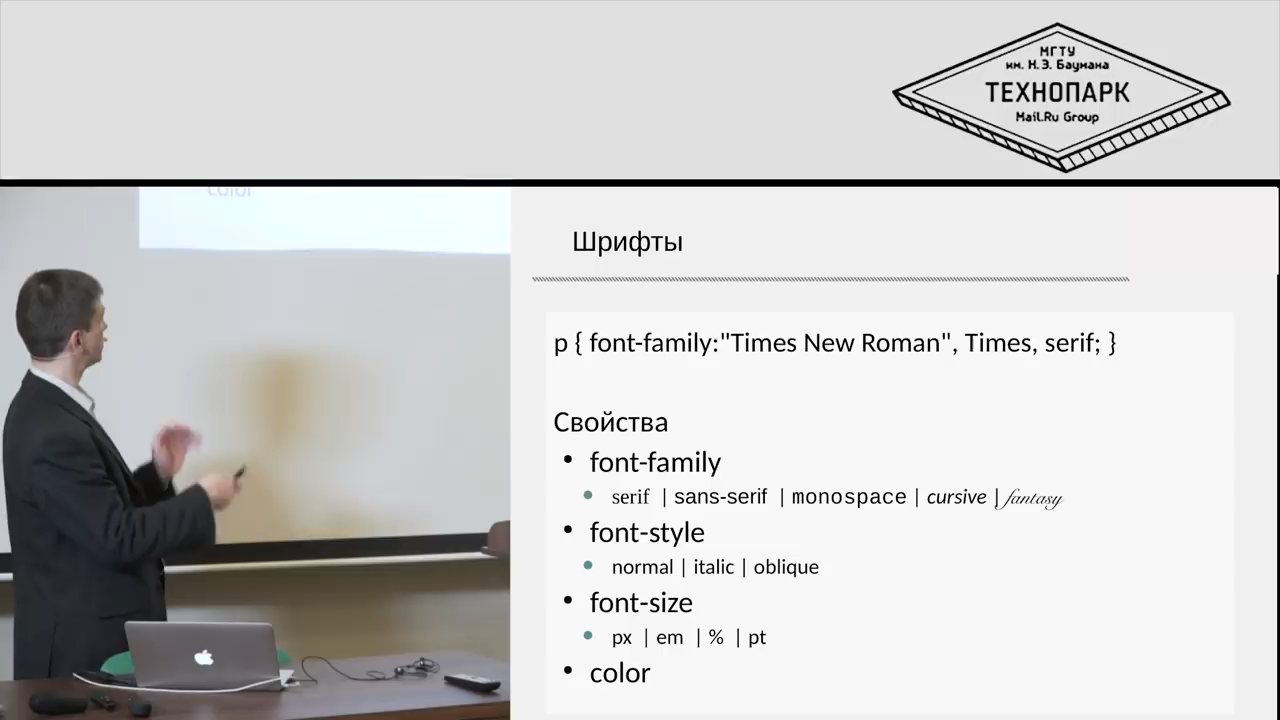 МГТУ
им. Н.Э. Баумана
ТЕХНОПАРК
Mail.Ru Group
color
Шрифты
p { font-family:"Times New Roman", Times, serif; }
Свойства
• font-family
• serif | sans-serif | monospace | cursive | fantasy
• font-style
• normal | italic | oblique
• font-size
• px | em | % | pt
• color